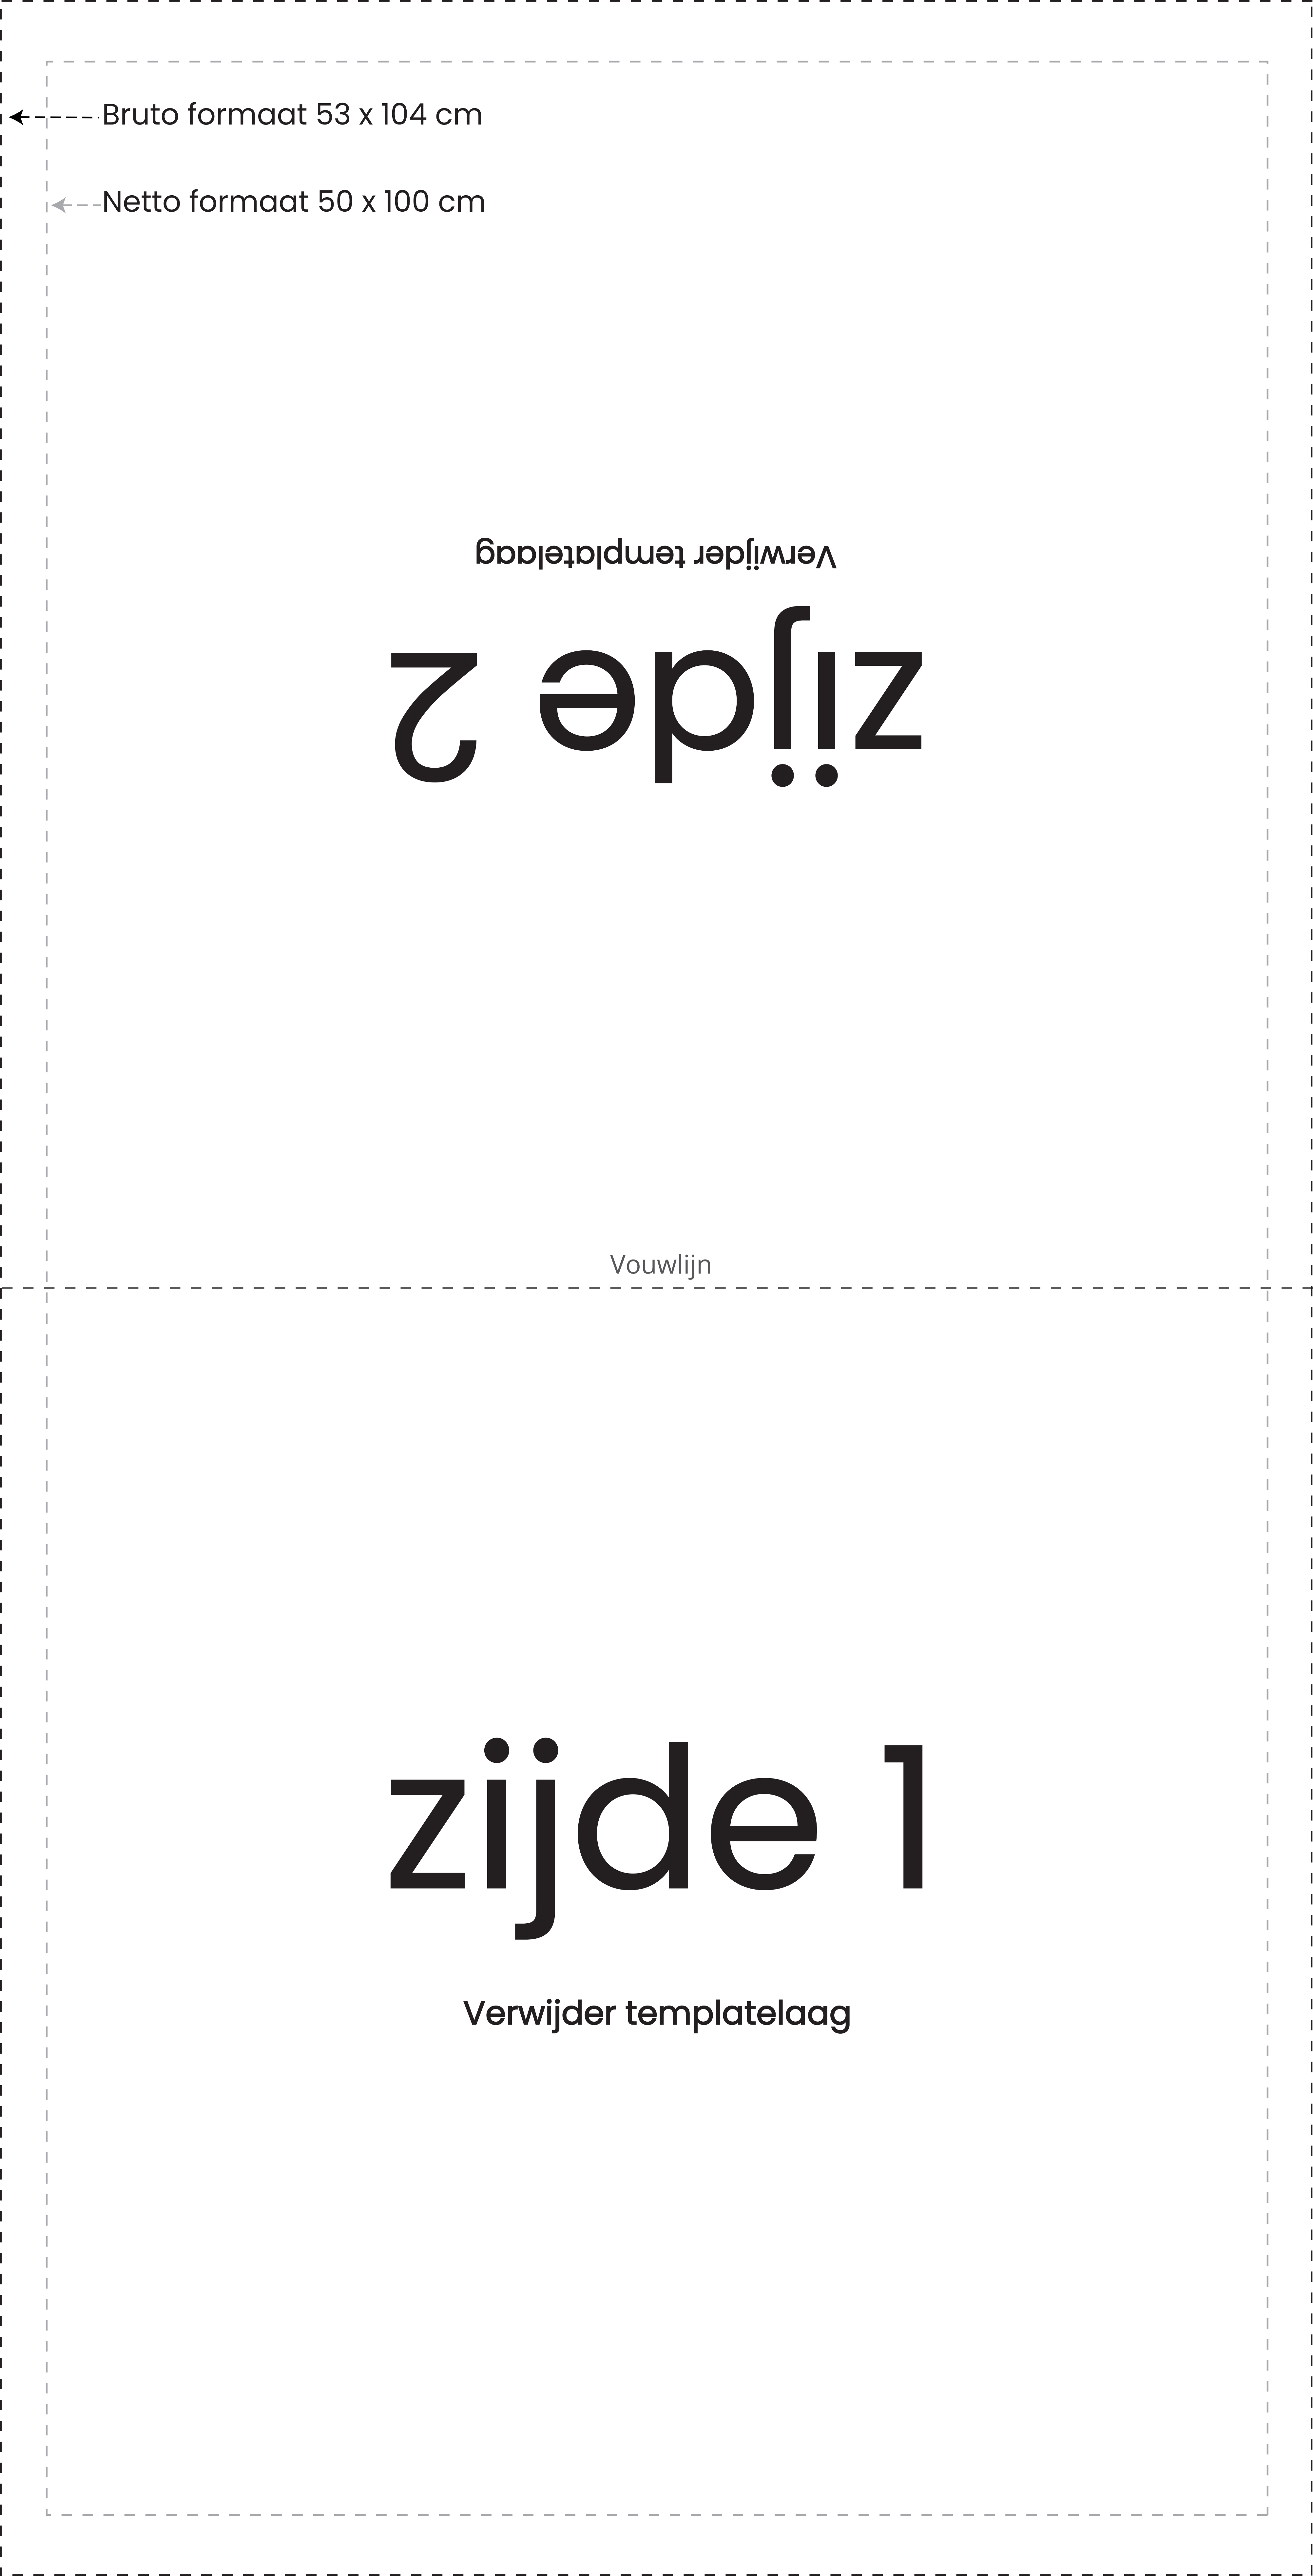 Bruto formaat 53 x 104 cm
Netto formaat 50 x 100 cm
Verwijder templatelaag
zijde 2
Vouwlijn
zijde 1
Verwijder templatelaag